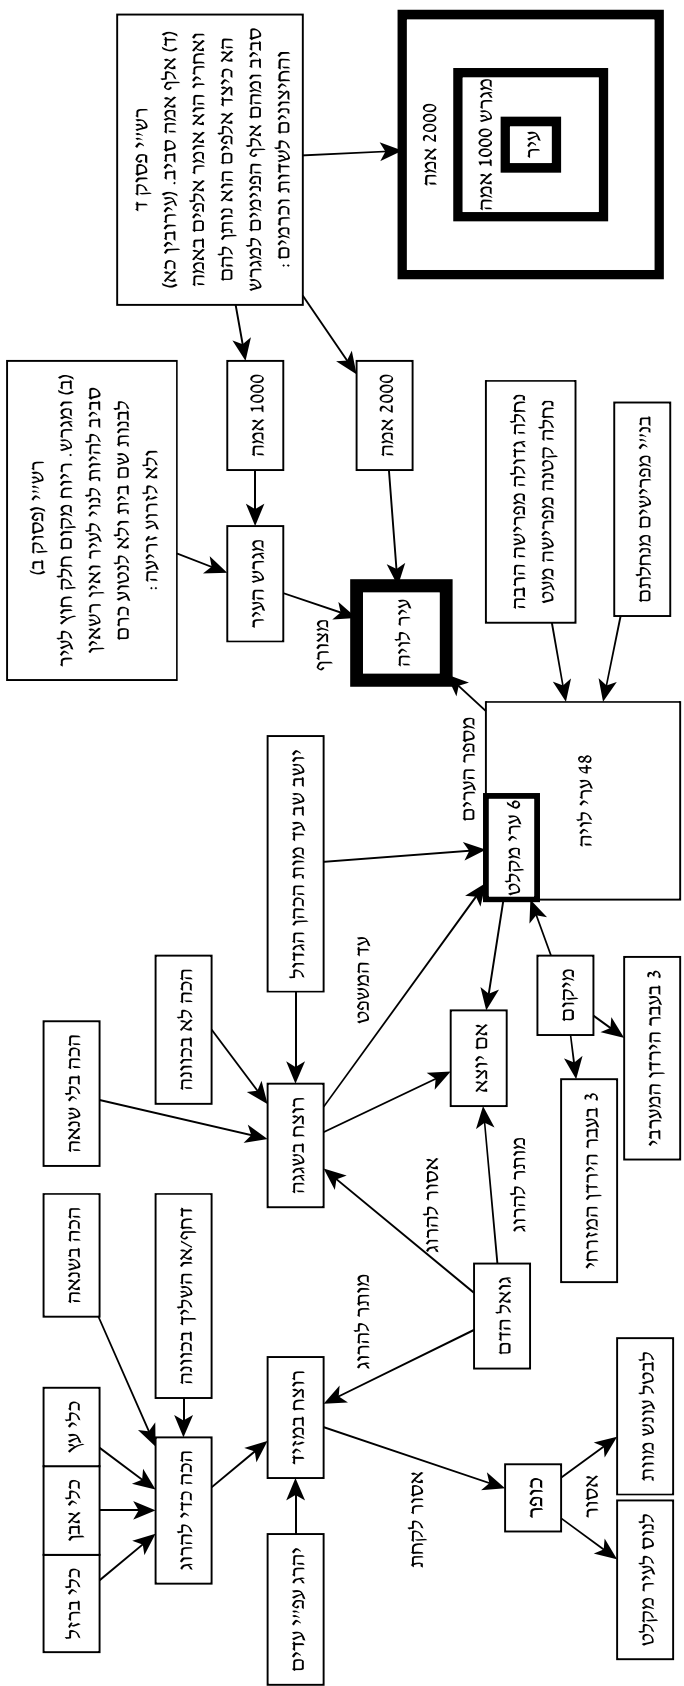 רש״י פסוק ד
(ד) אלף אמה סביב. (עירובין כא)
ואחריו הוא אומר אלפים באמה
הא כיצד אלפים הוא נותן להם
סביב ומהם אלף הפנימים למגרש
והחיצונים לשדות וכרמים:
2000 אמה
מגרש 1000 אמה
עיר
רש״י (פסוק ב)
(ב) ומגרש. ריוח מקום חלק חוץ לעיר
סביב להיות לנוי לעיר ואין רשאין
לבנות שם בית ולא לטוע כרם
ולא לזרוע זריעה:
1000 אמה
2000 אמה
מגרש העיר
מצורף
עיר לויה
נחלה גדולה מפרישה הרבה
נחלה קטנה מפרישה מעט
בנ״י מפרישים מנחלתם
מספר הערים
48 ערי לויה
6 ערי מקלט
יושב שב עד מות הכהן הגדול
עד המשפט
הכה לא בכוונה
הכה בלי שנאה
רוצח בשגגה
אם יוצא
מיקום
3 בעבר הירדן המערבי
3 בעבר הירדן המזרחי
אסור להרוג
מותר להרוג
גואל הדם
מותר להרוג
הכה בשנאה
דחף/או השליך בכוונה
כלי עץ
כלי אבן
כלי ברזל
הכה כדי להרוג
רוצח במזיד
יהרג עפ״י עדים
אסור לקחת
כופר
אסור
לבטל עונש מוות
לנוס לעיר מקלט